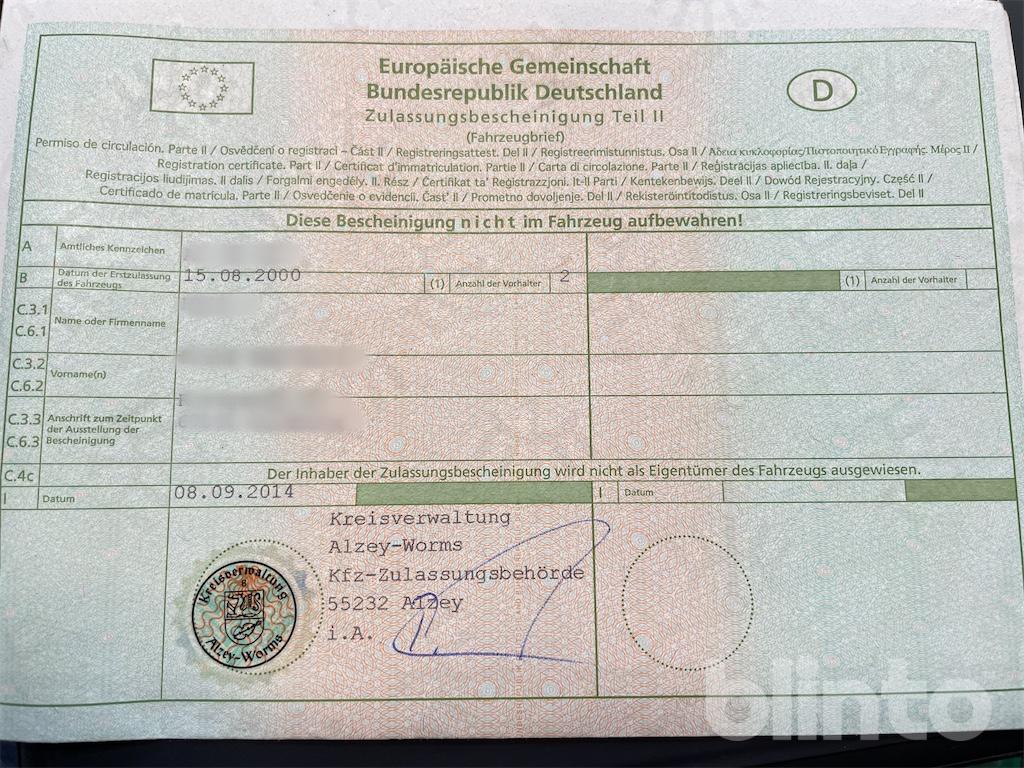 Europäische Gemeinschaft
Bundesrepublik Deutschland
D
Zulassungsbescheinigung Teil II
(Fahrzeugbrief)
Permiso de circulación. Parte II / Osvědčení o registraci – Část II / Registreringsattest. Del II / Registreerimistunnistus. Osa II / Άδεια κυκλοφορίας/Πιστοποιητικό Εγγραφής. Μέρος II /
Registration certificate. Part II / Certificat d'immatriculation. Partie II / Carta di circolazione. Parte II / Reģistrācijas apliecība. II. daļa /
Registracijos liudijimas. II dalis / Forgalmi engedély. II. Rész / Ċertifikat ta' Reġistrazzjoni. It-II Parti / Kentekenbewijs. Deel II / Dowód Rejestracyjny. Część II /
Certificado de matrícula. Parte II / Osvedčenie o evidencii. Časť II / Prometno dovoljenje. Del II / Rekisteröintitodistus. Osa II / Registreringsbeviset. Del II
Diese Bescheinigung nicht im Fahrzeug aufbewahren!
A Amtliches Kennzeichen
B Datum der Erstzulassung des Fahrzeugs 15.08.2000 (1) Anzahl der Vorhalter 2 (1) Anzahl der Vorhalter
C.3.1
C.6.1 Name oder Firmenname
C.3.2
C.6.2 Vorname(n)
C.3.3 Anschrift zum Zeitpunkt
der Ausstellung der
C.6.3 Bescheinigung
C.4c Der Inhaber der Zulassungsbescheinigung wird nicht als Eigentümer des Fahrzeugs ausgewiesen.
I Datum 08.09.2014 I Datum
Kreisverwaltung
Alzey-Worms
Kfz-Zulassungsbehörde
55232 Alzey
i.A.
Kreisverwaltung
8
Alzey-Worms
blinto